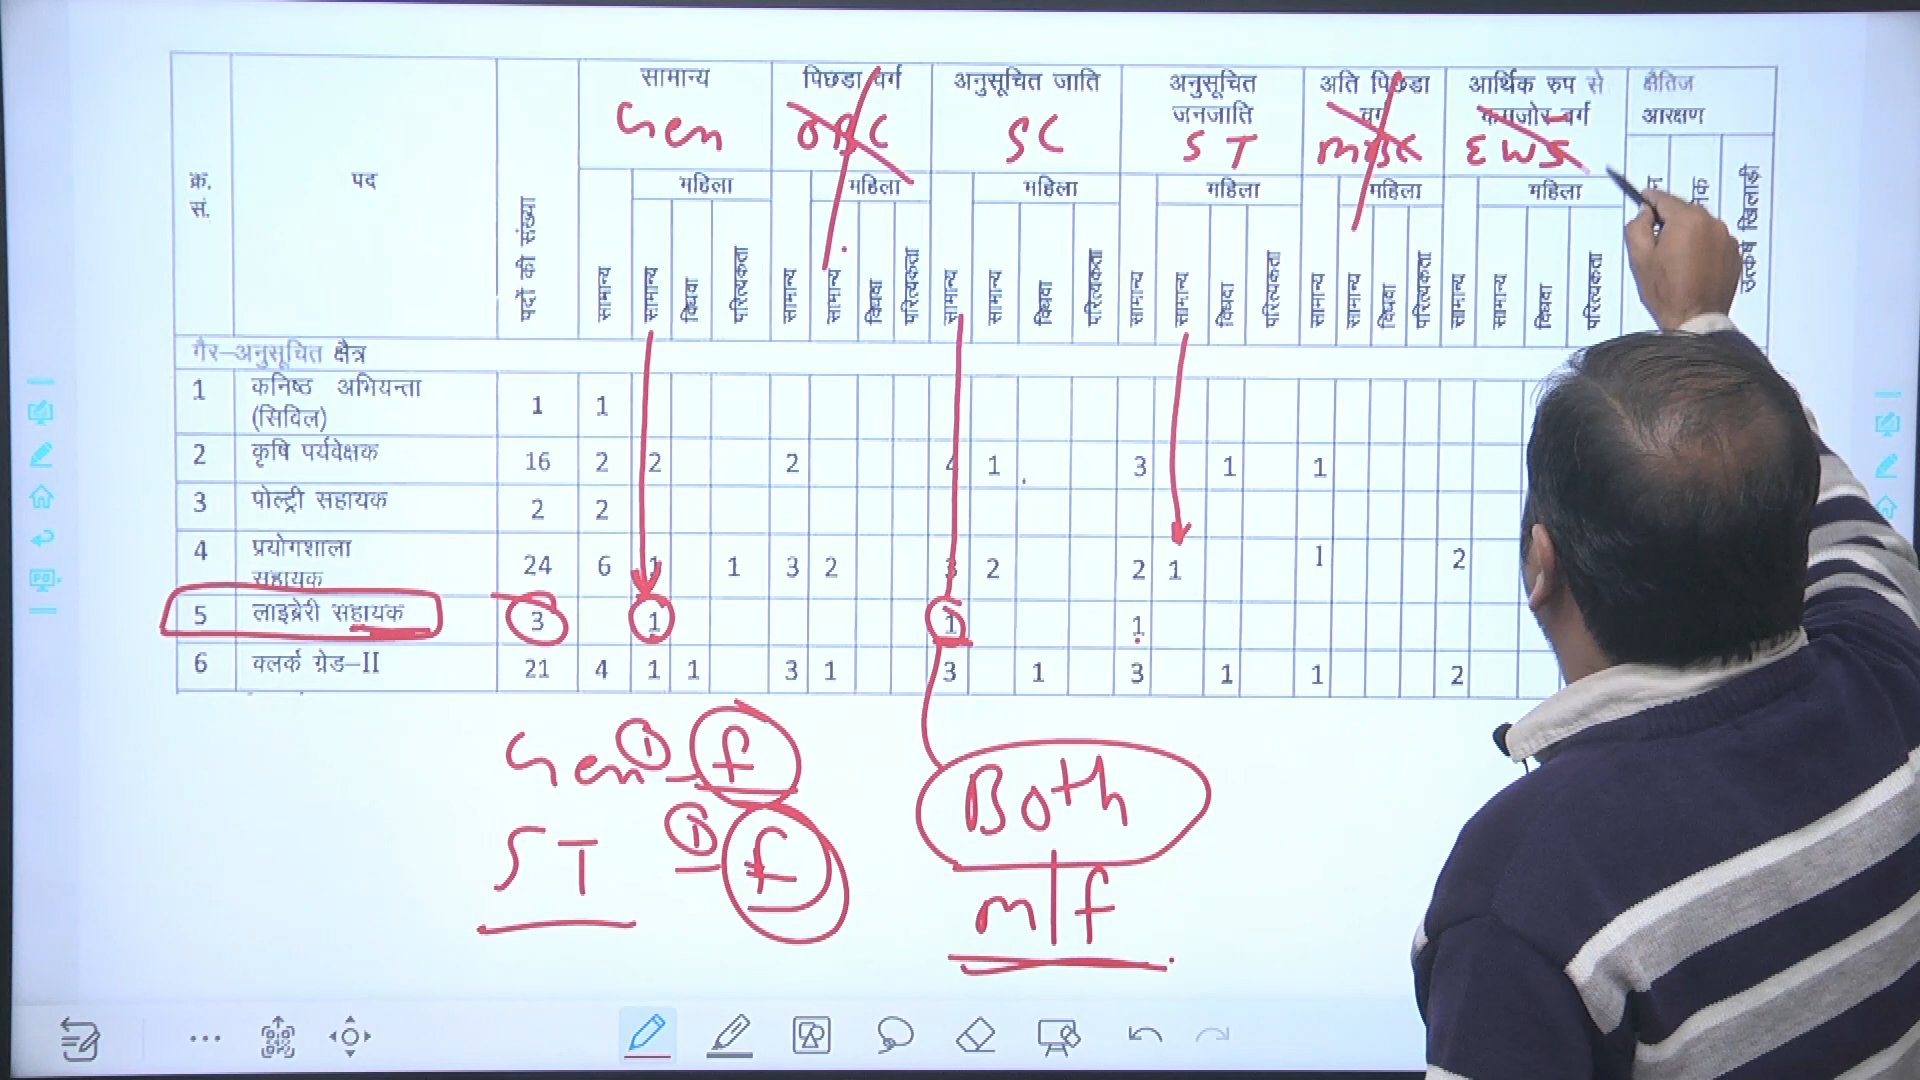 सामान्य पिछडा वर्ग अनुसूचित जाति अनुसूचित अति पिछडा आर्थिक रुप से क्षैतिज
जनजाति वर्ग कमजोर वर्ग आरक्षण
Gen OBC SC ST MBC EWS
क्र. पद
सं.
महिला महिला महिला महिला महिला महिला
पदों की संख्या
सामान्य सामान्य विधवा परित्यक्ता सामान्य सामान्य विधवा परित्यक्ता सामान्य सामान्य विधवा परित्यक्ता सामान्य सामान्य विधवा परित्यक्ता सामान्य सामान्य विधवा परित्यक्ता सामान्य सामान्य विधवा परित्यक्ता उत्कृष्ट खिलाड़ी
गैर–अनुसूचित क्षैत्र
1 कनिष्ठ अभियन्ता 1 1
(सिविल)
2 कृषि पर्यवेक्षक 16 2 2 2 4 1 3 1 1
3 पोल्ट्री सहायक 2 2
4 प्रयोगशाला 24 6 1 1 3 2 3 2 2 1 1 2
सहायक
5 लाइब्रेरी सहायक 3 1 1 1
6 क्लर्क ग्रेड–II 21 4 1 1 3 1 3 1 3 1 1 2
Gen 1 f
Both
ST 1 f
m f